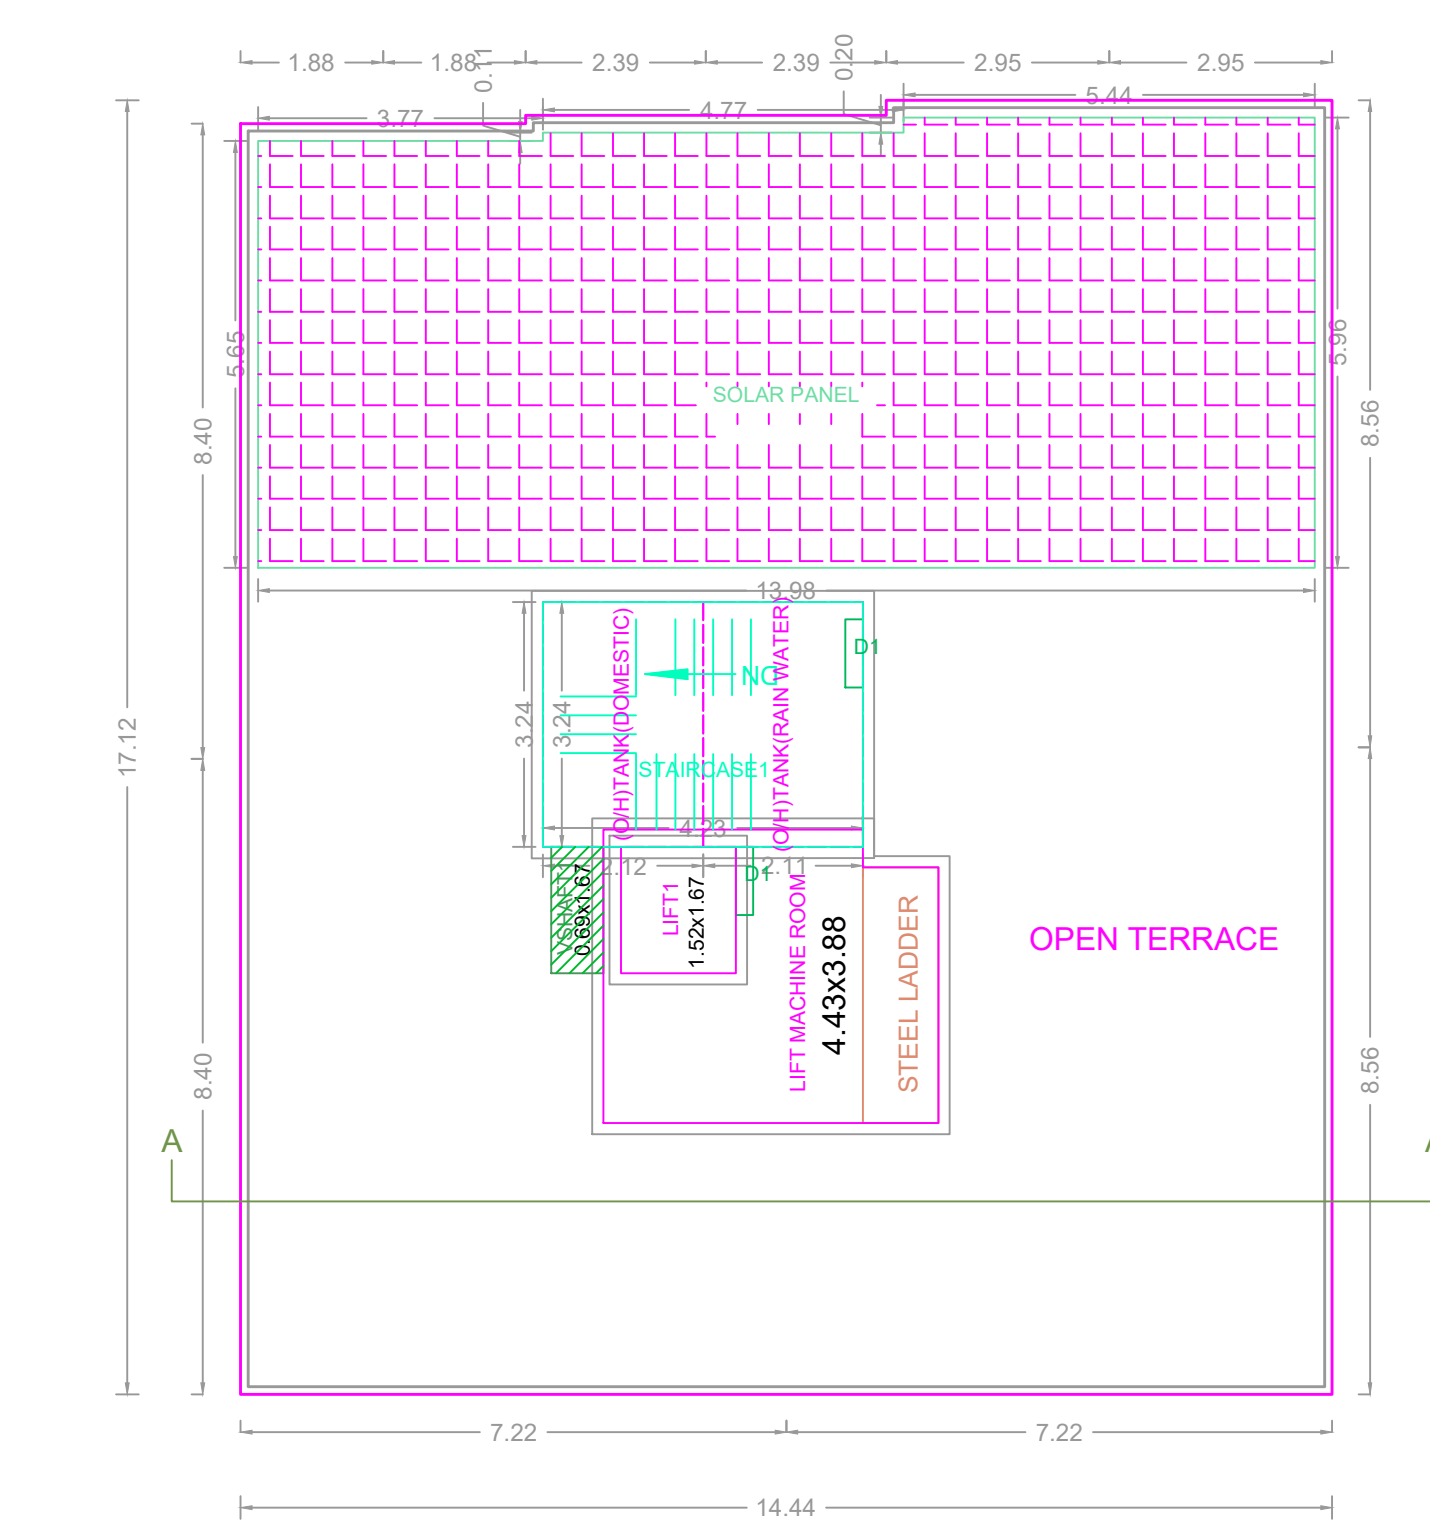 1.88
1.88
0.11
2.39
2.39
0.20
2.95
2.95
3.77
4.77
5.44
5.65
5.96
8.40
8.56
SOLAR PANEL
13.98
17.12
3.24
3.24
(O/H)TANK(DOMESTIC)
(O/H)TANK(RAIN WATER)
DN
D1
STAIRCASE1
4.23
2.12
2.11
D1
VSHAFT1
0.69x1.67
LIFT1
1.52x1.67
LIFT MACHINE ROOM
4.43x3.88
STEEL LADDER
OPEN TERRACE
8.40
8.56
A
7.22
7.22
14.44